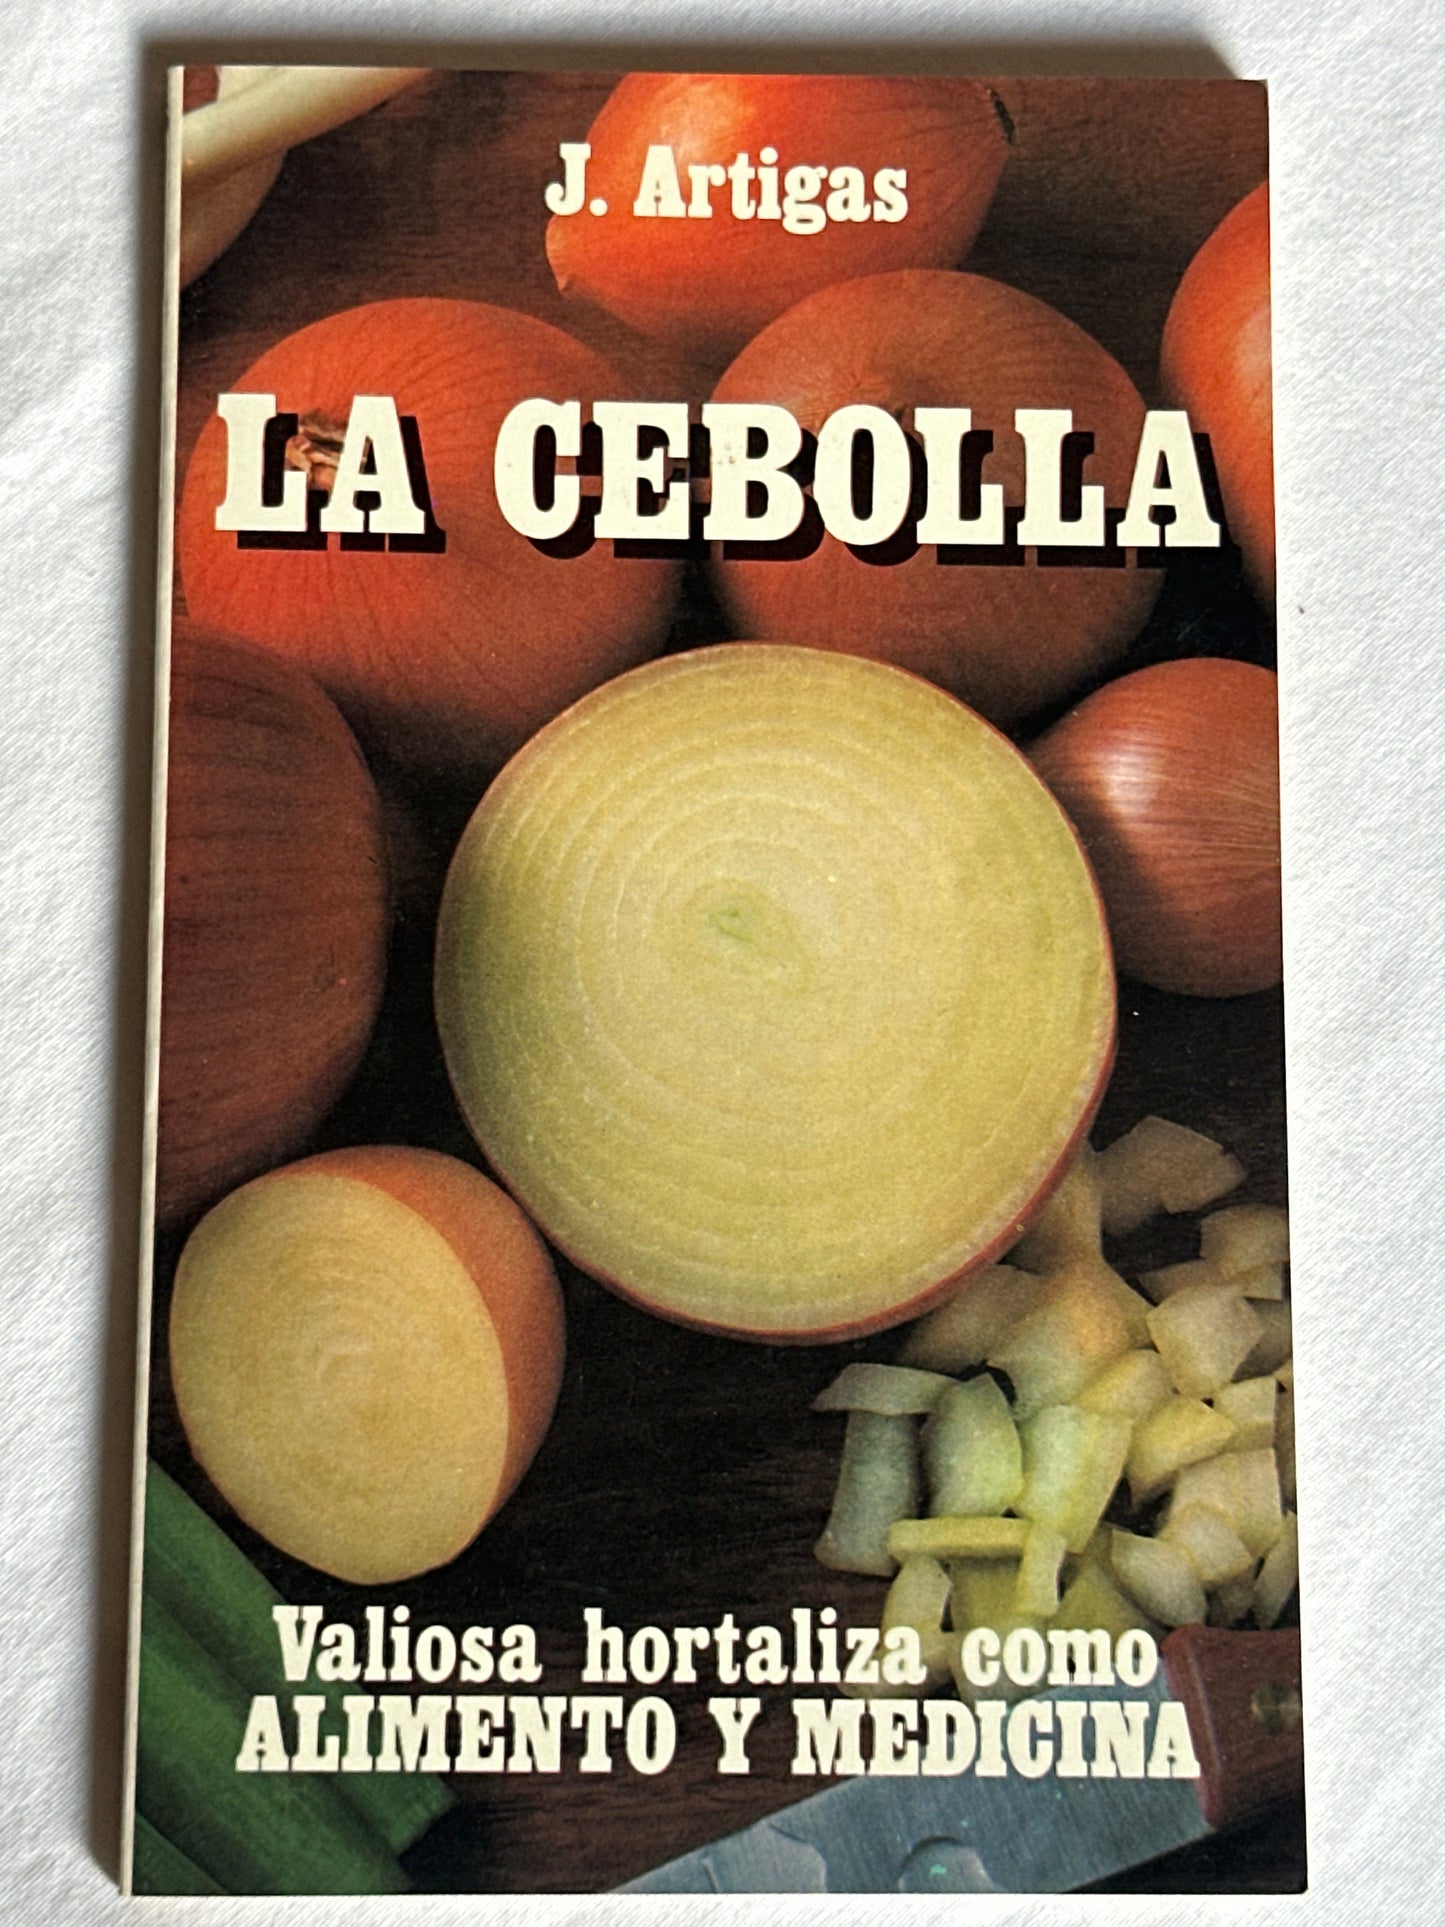 J. Artigas
LA CEBOLLA
Valiosa hortaliza como
ALIMENTO Y MEDICINA